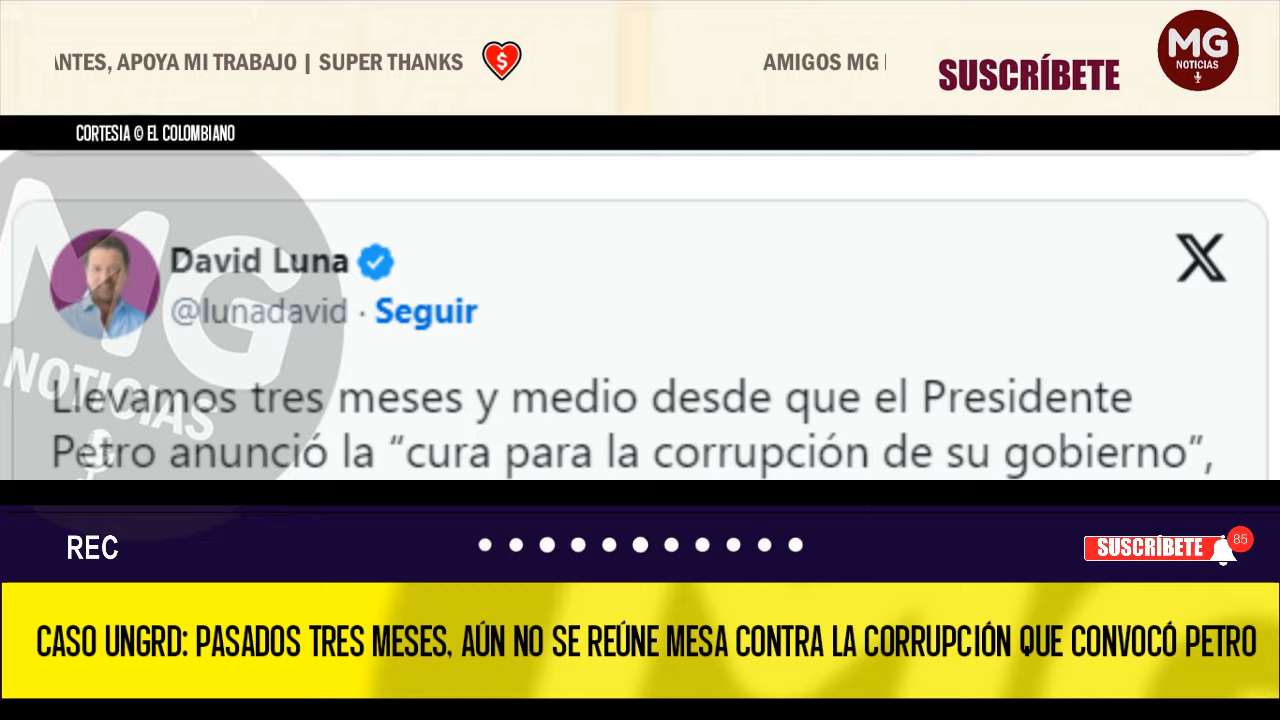 ANTES, APOYA MI TRABAJO | SUPER THANKS
$
AMIGOS MG
SUSCRÍBETE
MG
NOTICIAS
CORTESIA © EL COLOMBIANO
MG
NOTICIAS
David Luna
@lunadavid · Seguir
X
Llevamos tres meses y medio desde que el Presidente
Petro anunció la “cura para la corrupción de su gobierno”,
REC
SUSCRÍBETE
85
CASO UNGRD: PASADOS TRES MESES, AÚN NO SE REÚNE MESA CONTRA LA CORRUPCIÓN QUE CONVOCÓ PETRO